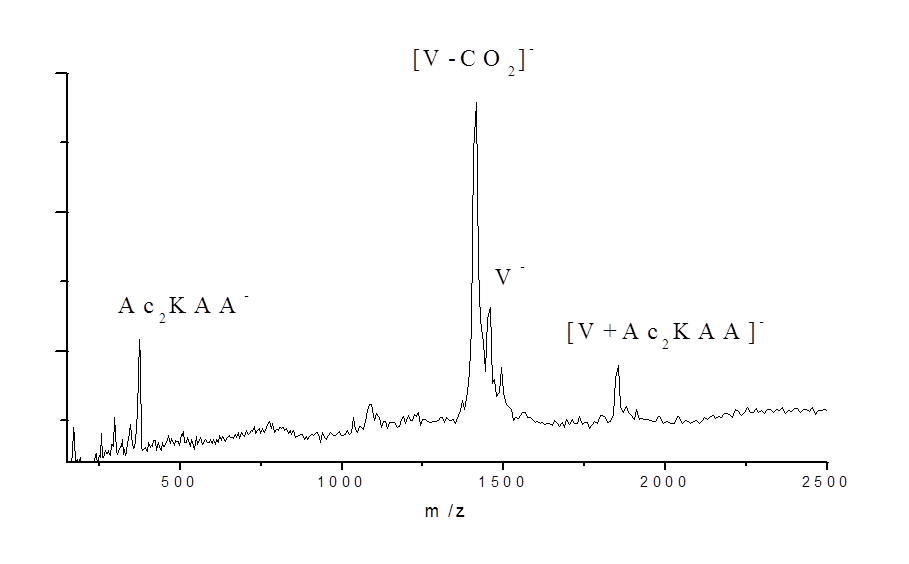 [V-CO2]-
V-
Ac2KAA-
[V+Ac2KAA]-
500 1000 1500 2000 2500
m/z